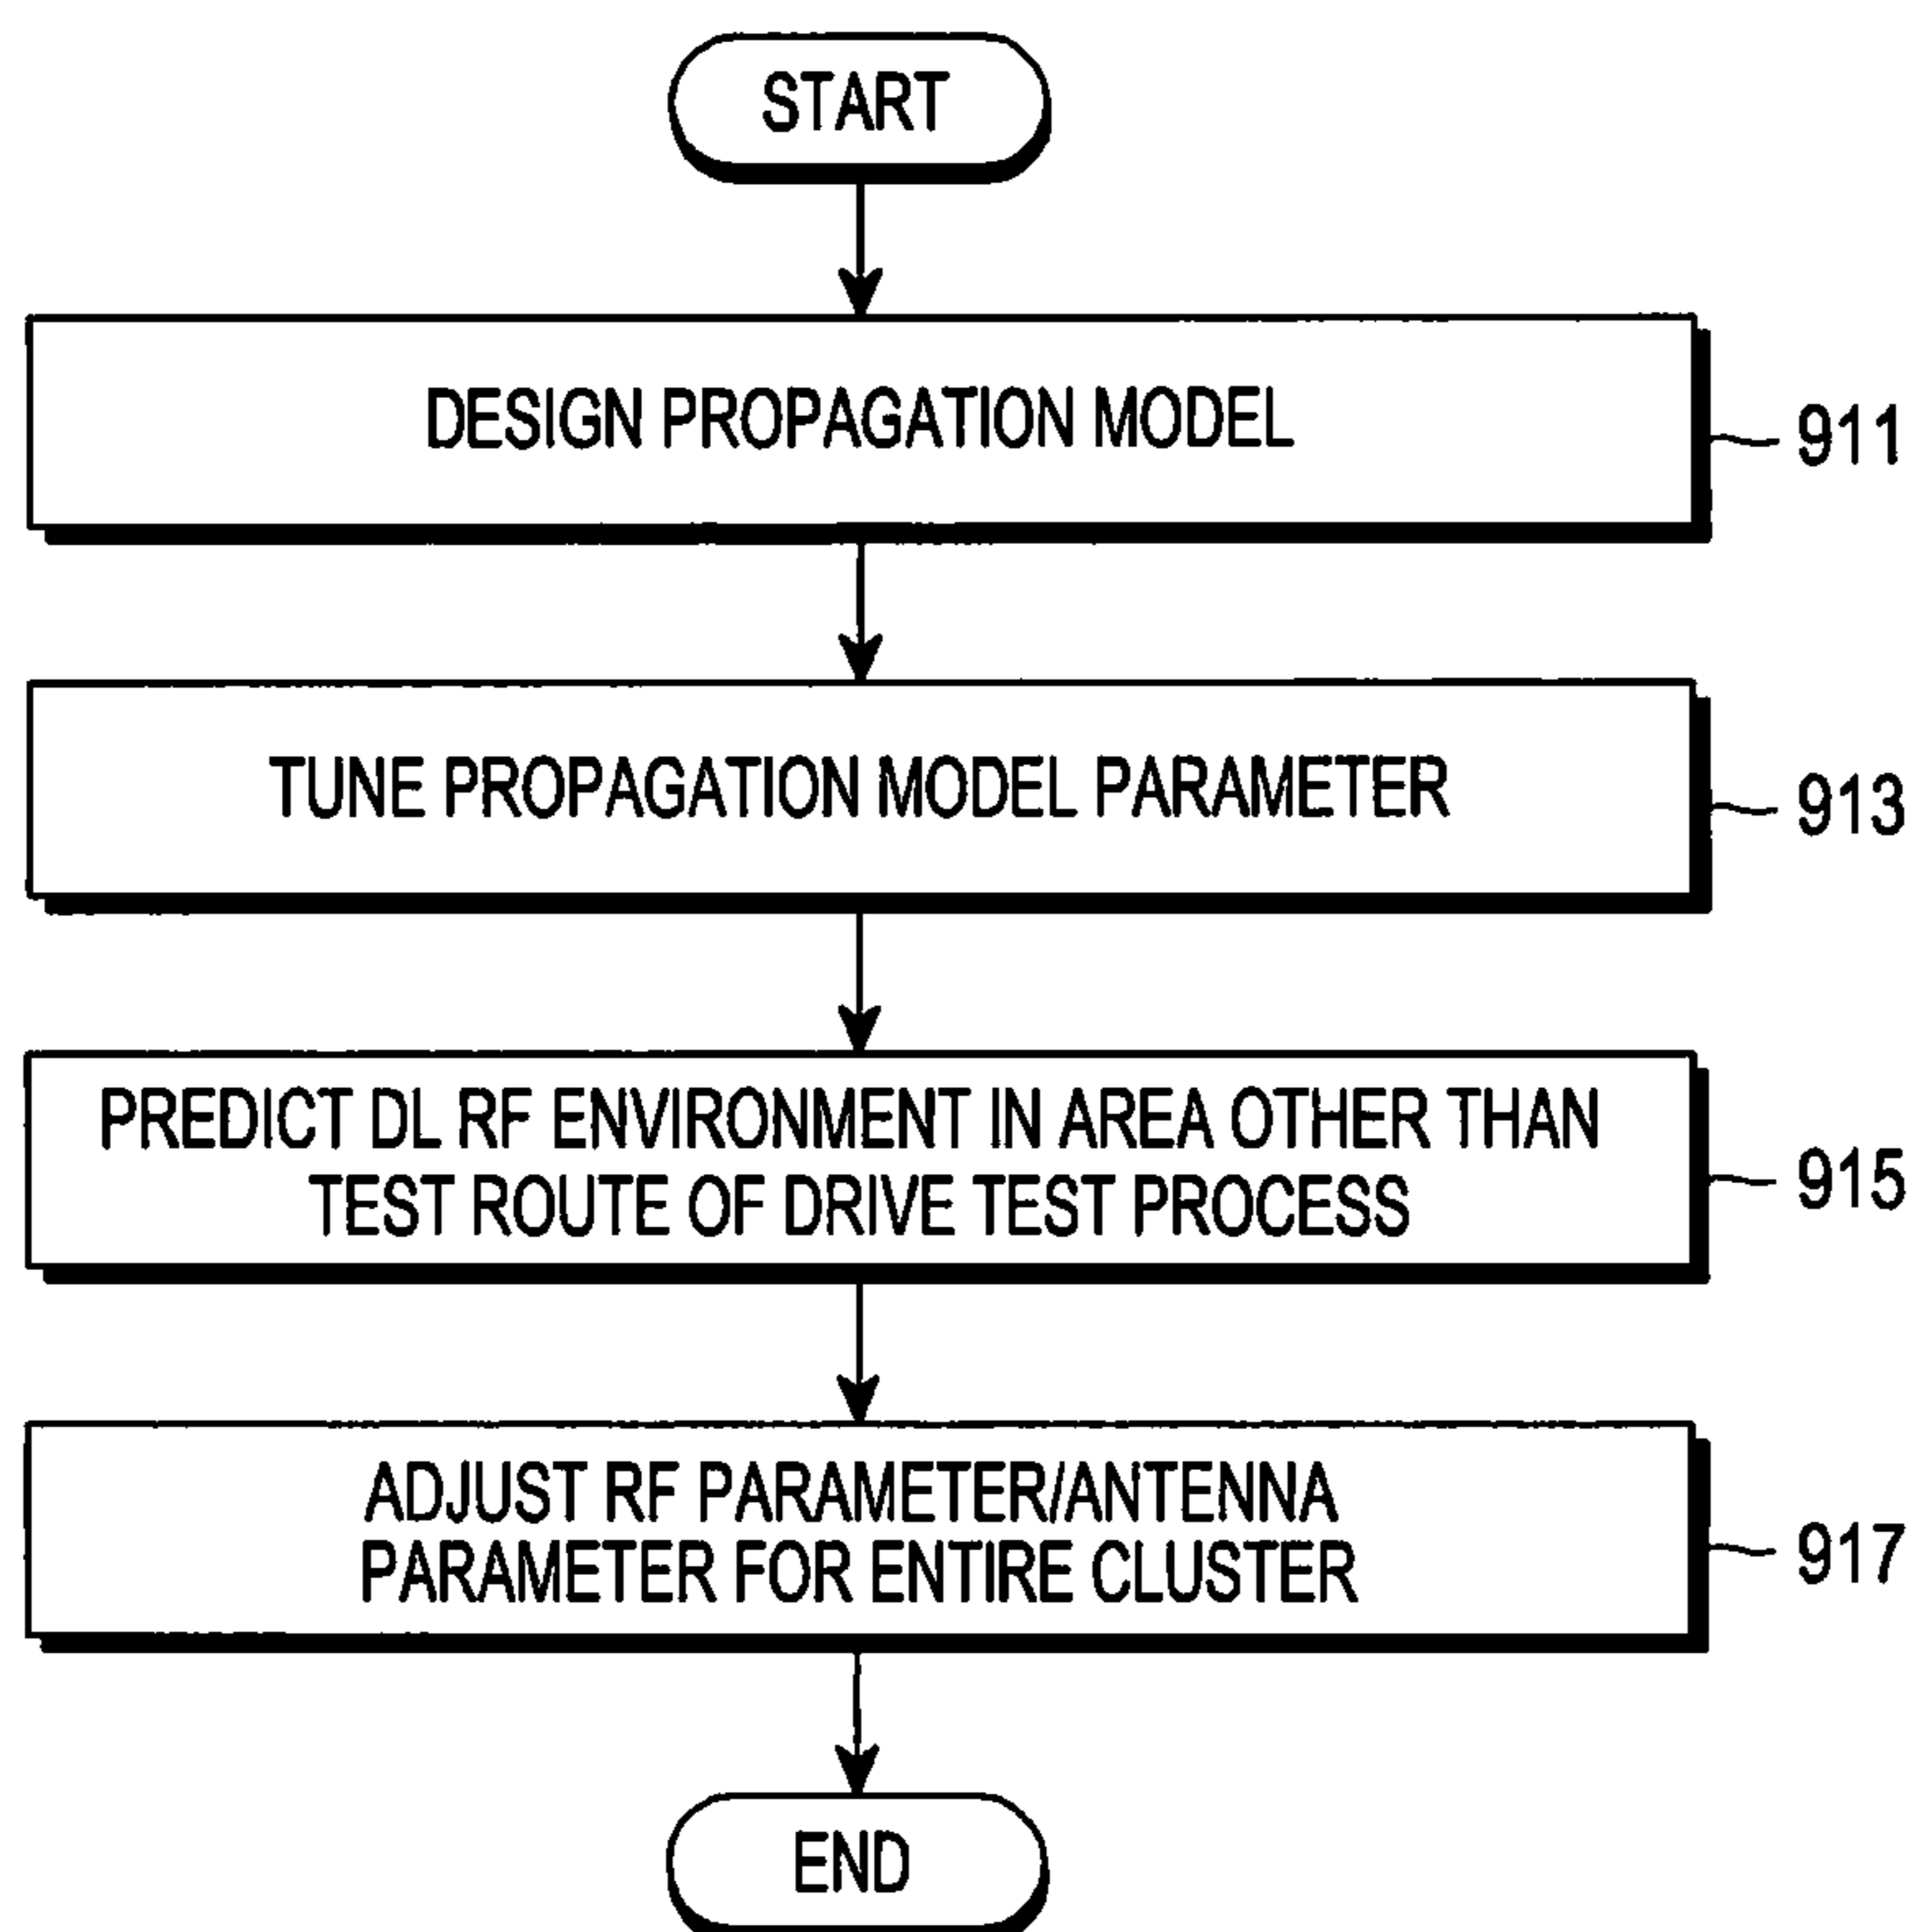 START
DESIGN PROPAGATION MODEL
911
TUNE PROPAGATION MODEL PARAMETER
913
PREDICT DL RF ENVIRONMENT IN AREA OTHER THAN
TEST ROUTE OF DRIVE TEST PROCESS
915
ADJUST RF PARAMETER/ANTENNA
PARAMETER FOR ENTIRE CLUSTER
917
END